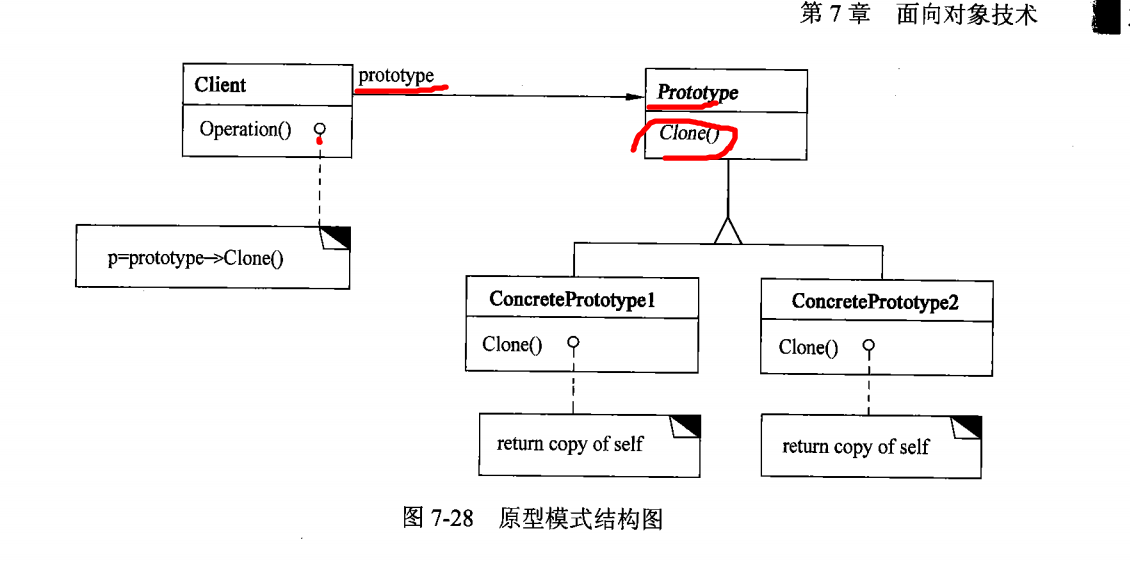 第 7 章 面向对象技术
Client
prototype
Prototype
Operation()
Clone()
p=prototype->Clone()
ConcretePrototype1
ConcretePrototype2
Clone()
Clone()
return copy of self
return copy of self
图 7-28 原型模式结构图